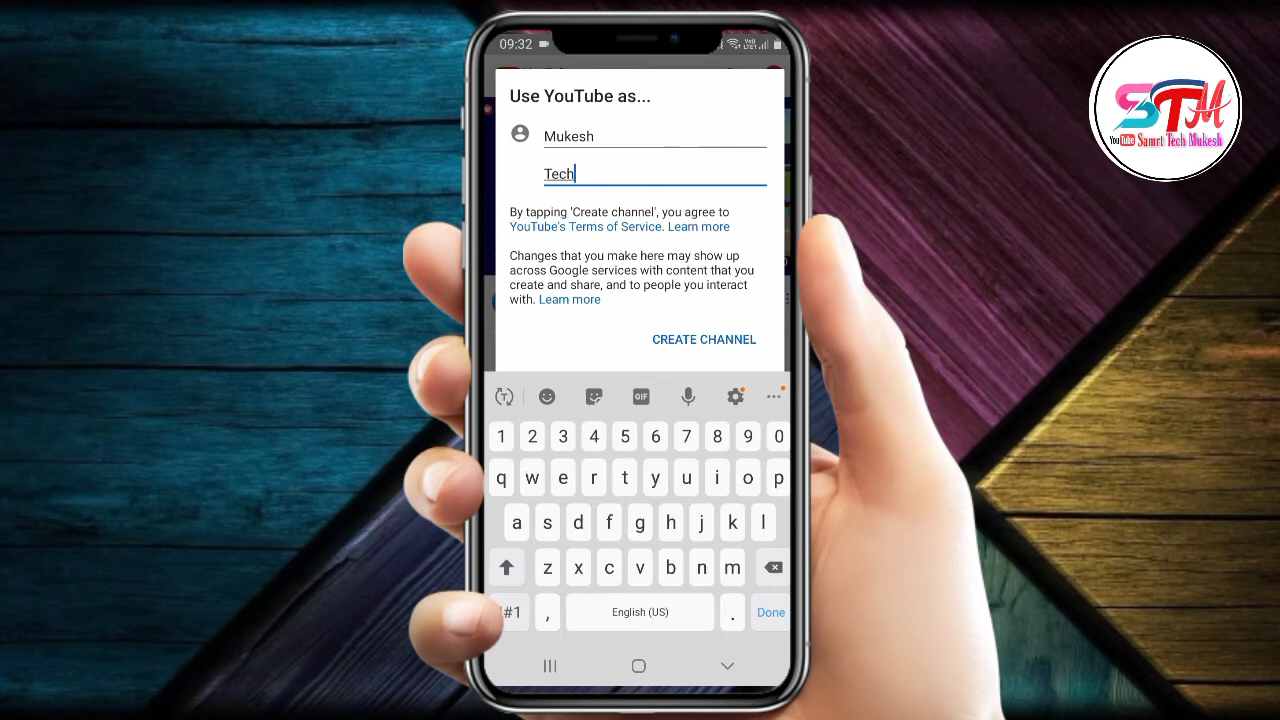 09:32
Use YouTube as...
Mukesh
Tech
By tapping 'Create channel', you agree to
YouTube's Terms of Service. Learn more
Changes that you make here may show up
across Google services with content that you
create and share, and to people you interact
with. Learn more
CREATE CHANNEL
GIF
1 2 3 4 5 6 7 8 9 0
q w e r t y u i o p
a s d f g h j k l
z x c v b n m
#1 , English (US) . Done
STM
YouTube Samrt Tech Mukesh